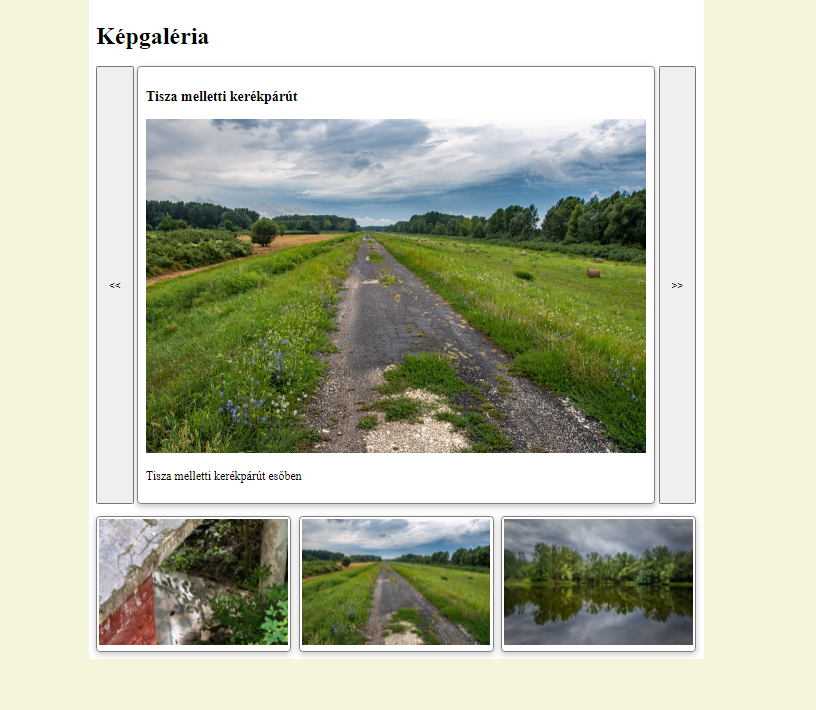 Képgaléria
Tisza melletti kerékpárút
<<
>>
Tisza melletti kerékpárút esőben